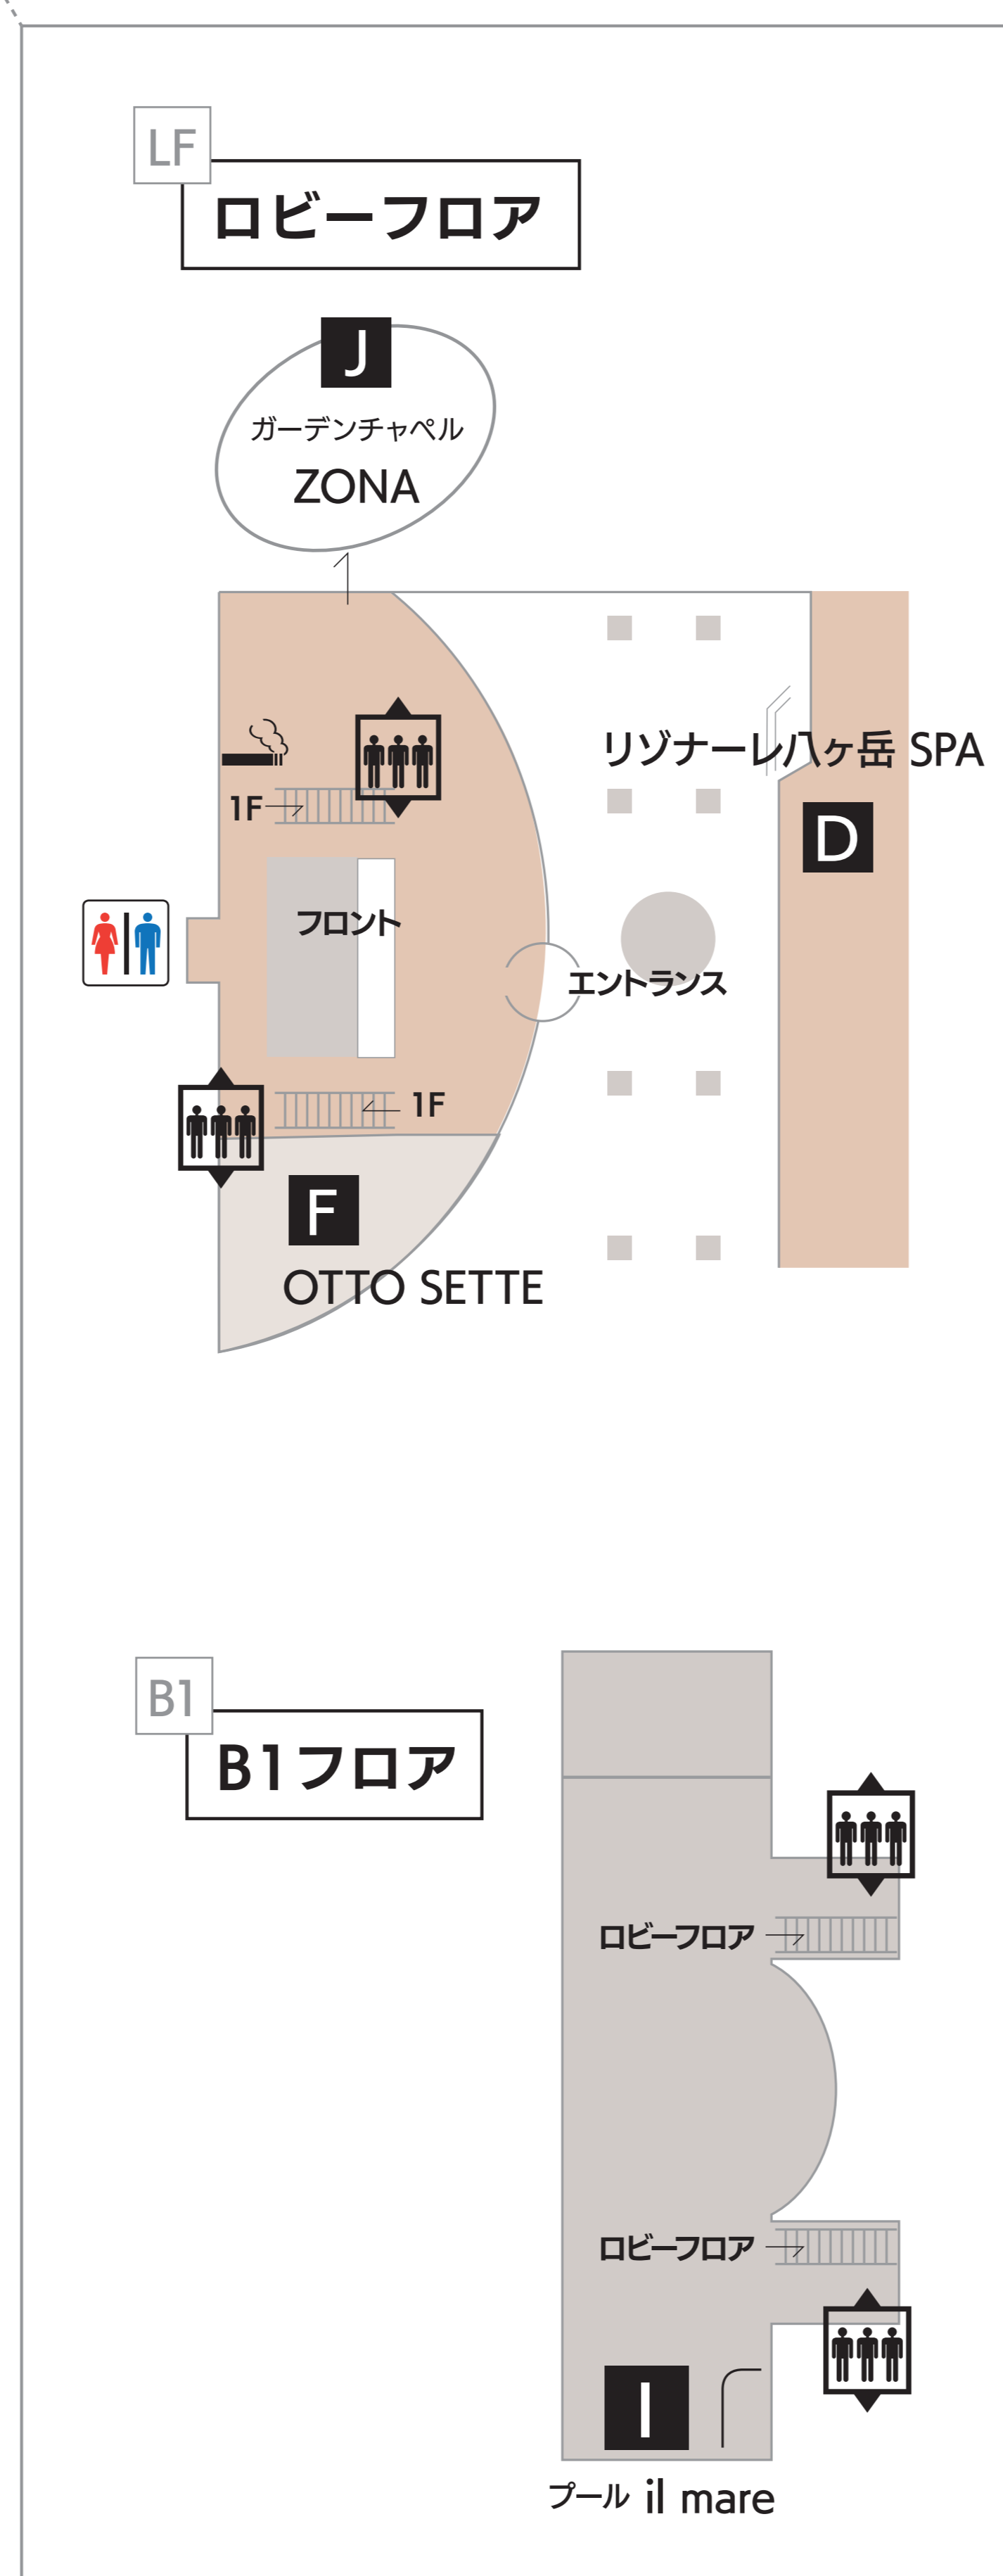 LF
ロビーフロア
J
ガーデンチャペル
ZONA
リゾナーレ八ヶ岳 SPA
D
1F
フロント
エントランス
1F
F
OTTO SETTE
B1
B1フロア
ロビーフロア
ロビーフロア
I
プール il mare